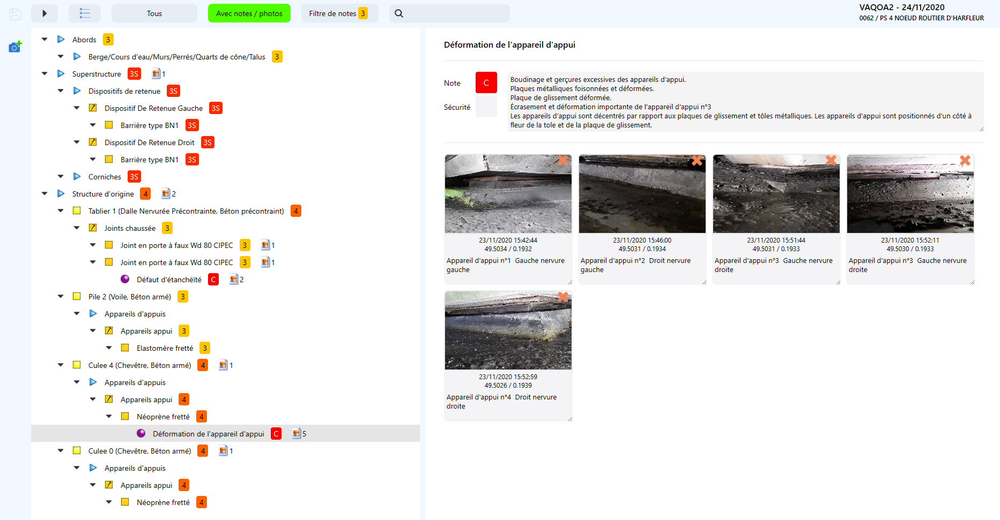 Tous
Avec notes / photos
Filtre de notes 3
VAQOA2 - 24/11/2020
0062 / PS 4 NOEUD ROUTIER D'HARFLEUR
Abords 3
Berge/Cours d'eau/Murs/Perrés/Quarts de cône/Talus 3
Superstructure 3S 1
Dispositifs de retenue 3S
Dispositif De Retenue Gauche 3S
Barrière type BN1 3S
Dispositif De Retenue Droit 3S
Barrière type BN1 3S
Corniches 3S
Structure d'origine 4 2
Tablier 1 (Dalle Nervurée Précontrainte, Béton précontraint) 4
Joints chaussée 3
Joint en porte à faux Wd 80 CIPEC 3 1
Joint en porte à faux Wd 80 CIPEC 3 1
Défaut d'étanchéïté C 2
Pile 2 (Voile, Béton armé) 3
Appareils d'appuis
Appareils appui 3
Elastomère fretté 3
Culee 4 (Chevêtre, Béton armé) 4 1
Appareils d'appuis
Appareils appui 4
Néoprène fretté 4
Déformation de l'appareil d'appui C 5
Culee 0 (Chevêtre, Béton armé) 4 1
Appareils d'appuis
Appareils appui 4
Néoprène fretté 4
Déformation de l'appareil d'appui
Note C
Sécurité
Boudinage et gerçures excessives des appareils d'appui.
Plaques métalliques foisonnées et déformées.
Plaque de glissement déformée.
Écrasement et déformation importante de l'appareil d'appui n°3
Les appareils d'appui sont décentrés par rapport aux plaques de glissement et tôles métalliques. Les appareils d'appui sont positionnés d'un côté à
fleur de la tole et de la plaque de glissement.
23/11/2020 15:42:44
49.5034 / 0.1932
Appareil d'appui n°1 Gauche nervure
gauche
23/11/2020 15:46:00
49.5031 / 0.1934
Appareil d'appui n°2 Droit nervure
gauche
23/11/2020 15:51:44
49.5031 / 0.1933
Appareil d'appui n°3 Gauche nervure
droite
23/11/2020 15:52:11
49.5030 / 0.1933
Appareil d'appui n°3 Gauche nervure
droite
23/11/2020 15:52:59
49.5026 / 0.1939
Appareil d'appui n°4 Droit nervure
droite